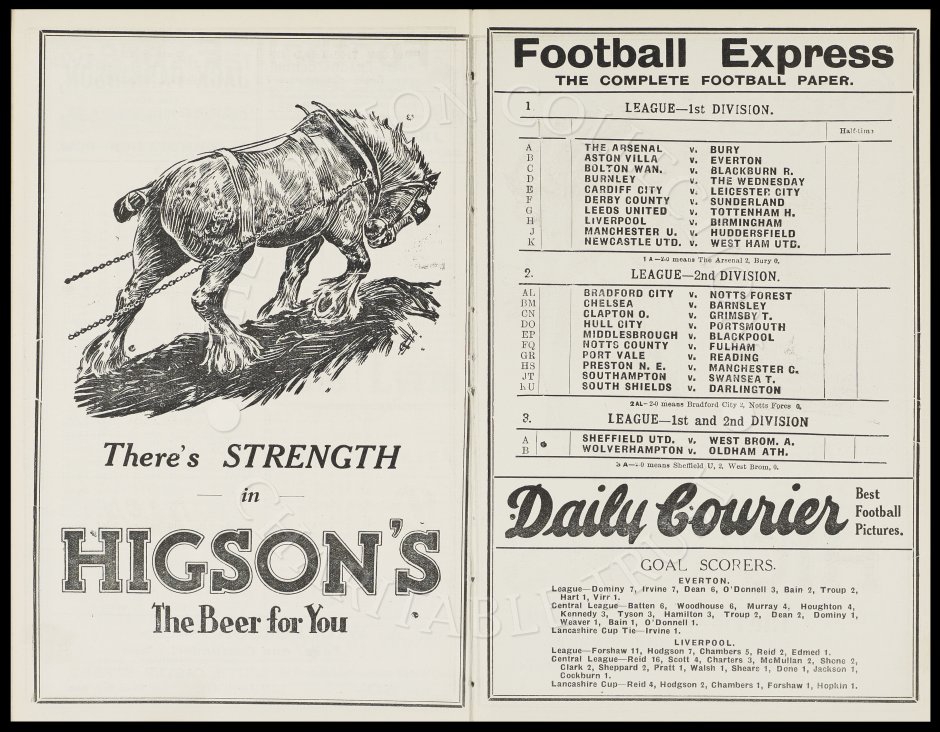 There's STRENGTH
in
HIGSON'S
The Beer for You
Football Express
THE COMPLETE FOOTBALL PAPER.
1 LEAGUE—1st DIVISION.
Half-time
A THE ARSENAL v. BURY
B ASTON VILLA v. EVERTON
C BOLTON WAN. v. BLACKBURN R.
D BURNLEY v. THE WEDNESDAY
E CARDIFF CITY v. LEICESTER CITY
F DERBY COUNTY v. SUNDERLAND
G LEEDS UNITED v. TOTTENHAM H.
H LIVERPOOL v. BIRMINGHAM
J MANCHESTER U. v. HUDDERSFIELD
K NEWCASTLE UTD. v. WEST HAM UTD.
1 A—2-0 means The Arsenal 2, Bury 0.
2. LEAGUE—2nd DIVISION.
AL BRADFORD CITY v. NOTTS FOREST
BM CHELSEA v. BARNSLEY
CN CLAPTON O. v. GRIMSBY T.
DO HULL CITY v. PORTSMOUTH
EP MIDDLESBROUGH v. BLACKPOOL
FQ NOTTS COUNTY v. FULHAM
GR PORT VALE v. READING
HS PRESTON N. E. v. MANCHESTER C.
JT SOUTHAMPTON v. SWANSEA T.
KU SOUTH SHIELDS v. DARLINGTON
2AL—2-0 means Bradford City 2, Notts Fores 0,
3. LEAGUE—1st and 2nd DIVISION
A SHEFFIELD UTD. v. WEST BROM. A.
B WOLVERHAMPTON v. OLDHAM ATH.
3 A—2-0 means Sheffield U, 2, West Brom, 0.
Daily Courier
Best
Football
Pictures.
GOAL SCORERS.
EVERTON.
League—Dominy 7, Irvine 7, Dean 6, O'Donnell 3, Bain 2, Troup 2,
Hart 1, Virr 1.
Central League—Batten 6, Woodhouse 6, Murray 4, Houghton 4,
Kennedy 3, Tyson 3, Hamilton 3, Troup 2, Dean 2, Dominy 1,
Weaver 1, Bain 1, O'Donnell 1.
Lancashire Cup Tie—Irvine 1.
LIVERPOOL.
League—Forshaw 11, Hodgson 7, Chambers 5, Reid 2, Edmed 1.
Central League—Reid 16, Scott 4, Charters 3, McMullan 2, Shone 2,
Clark 2, Sheppard 2, Pratt 1, Walsh 1, Shears 1, Done 1, Jackson 1,
Cockburn 1.
Lancashire Cup—Reid 4, Hodgson 2, Chambers 1, Forshaw 1, Hopkin 1.